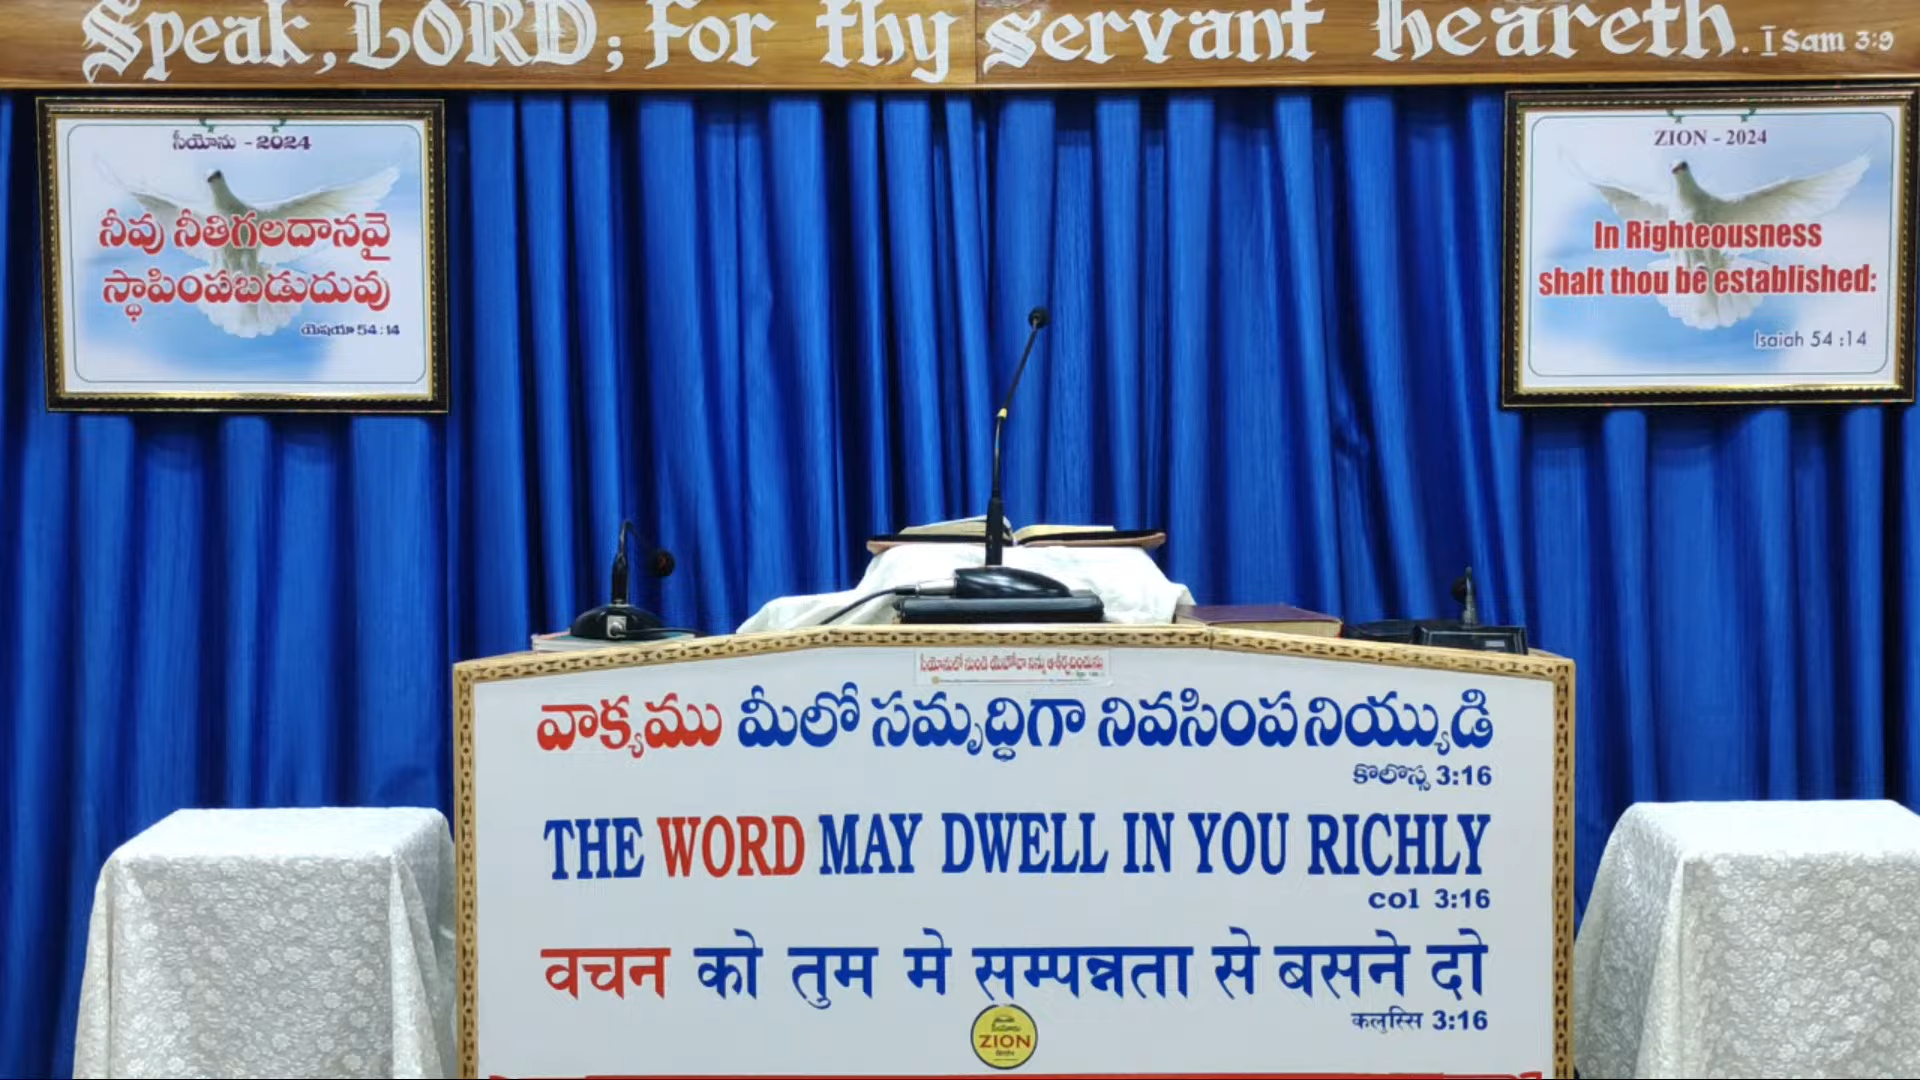 Speak, LORD; for thy servant heareth. I Sam 3:9
సీయోను - 2024
నీవు నీతిగలదానవై
స్థాపింపబడుదువు
యెషయా 54:14
ZION - 2024
In Righteousness
shalt thou be established:
Isaiah 54 :14
సీయోనులో నుండి యెహోవా నిన్ను ఆశీర్వదించును
వాక్యము మీలో సమృద్ధిగా నివసింపనియ్యుడి
కొలొస్స 3:16
THE WORD MAY DWELL IN YOU RICHLY
col 3:16
वचन को तुम मे सम्पन्नता से बसने दो
कलुस्सि 3:16
సీయోను
ZION